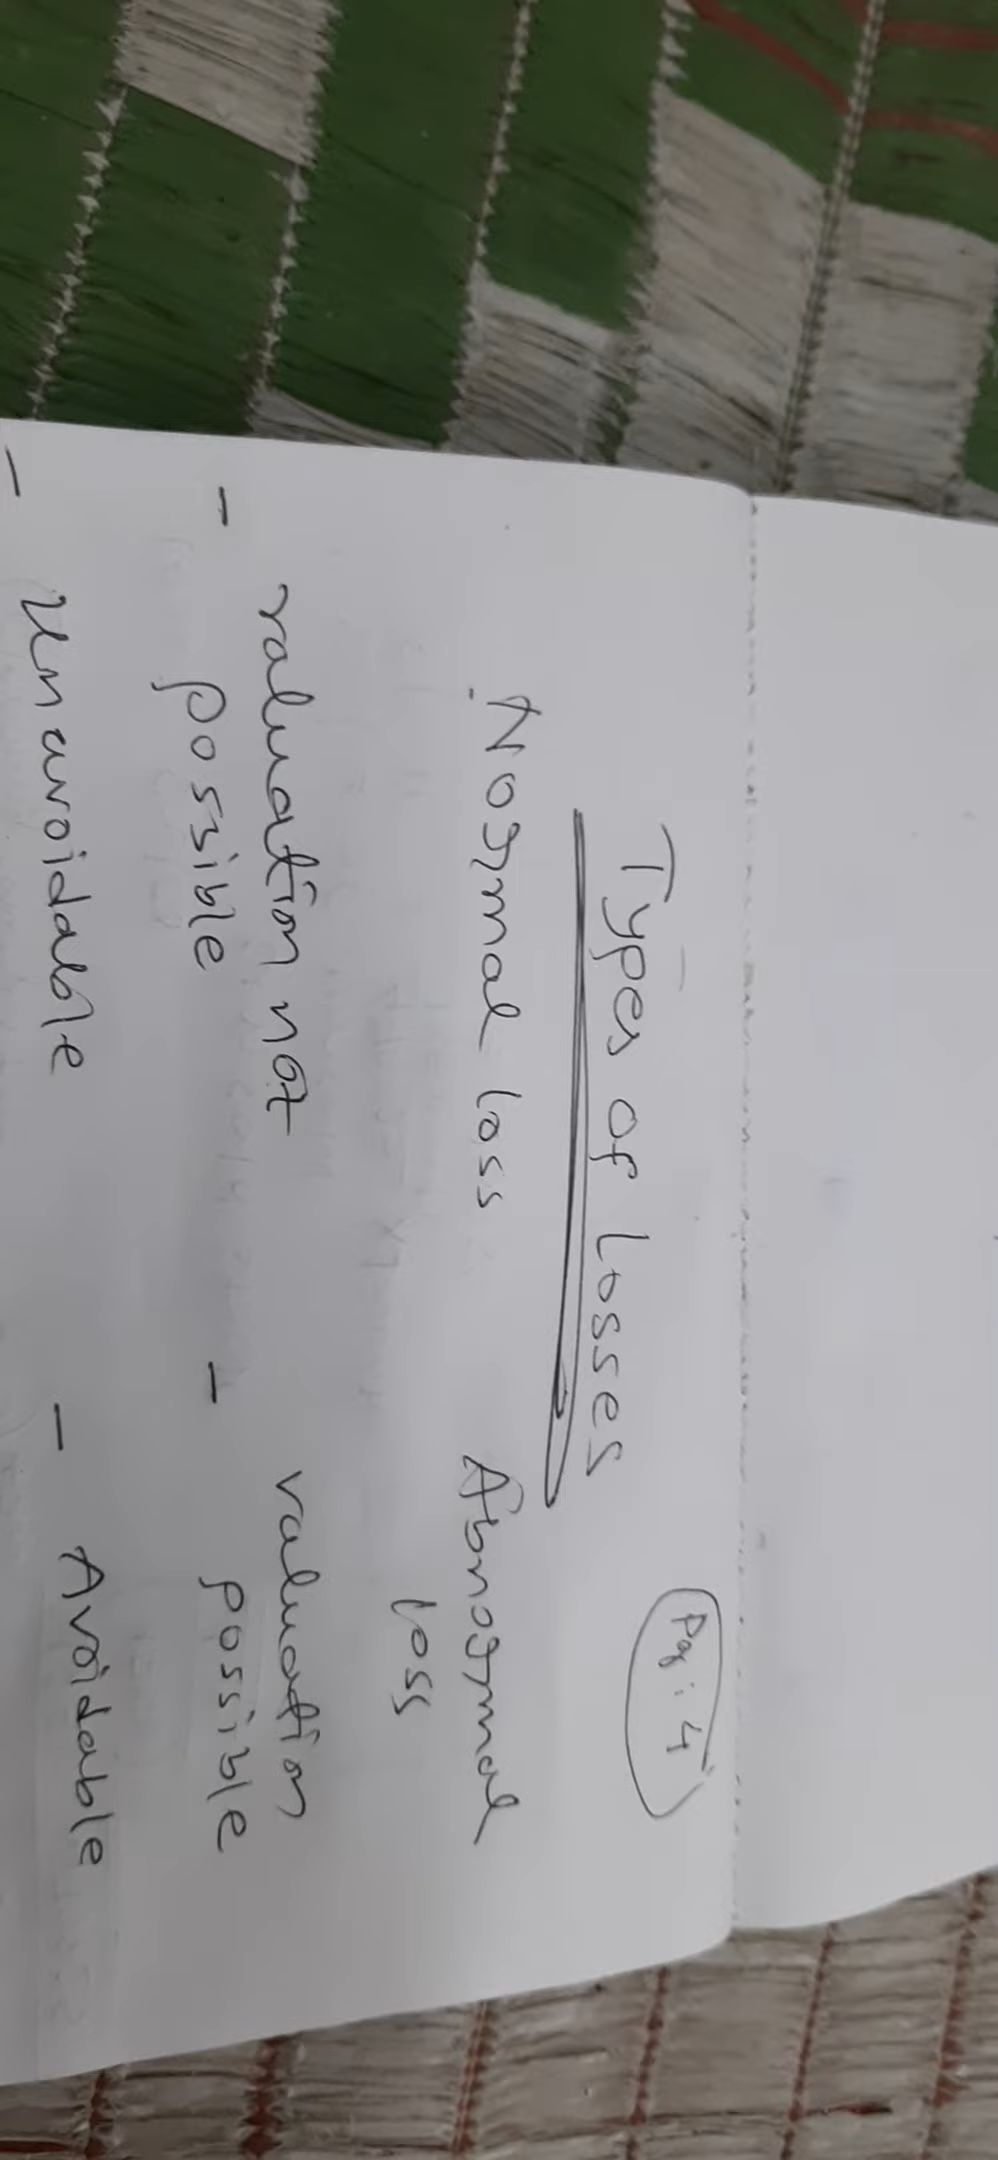 Pag: 4
Types of Losses
Normal loss
Abnormal
loss
- valuation not
possible
- valuation
possible
- Unavoidable
- Avoidable